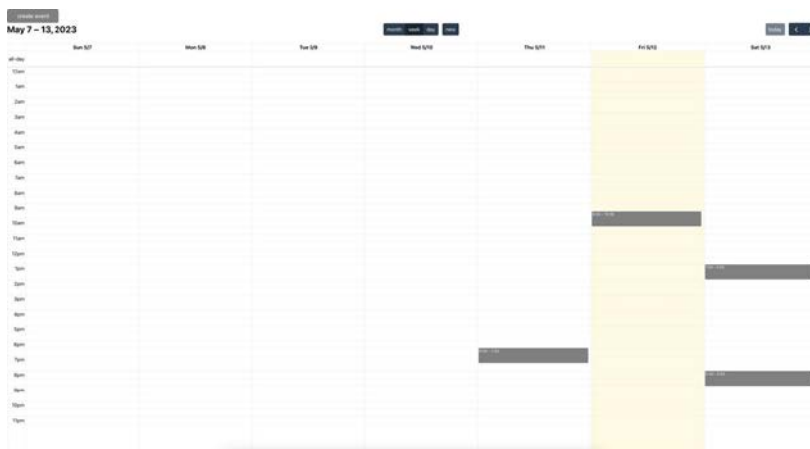 create event
May 7 – 13, 2023
month week day
today
Sun 5/7 Mon 5/8 Tue 5/9 Wed 5/10 Thu 5/11 Fri 5/12 Sat 5/13
all-day
12am
1am
2am
3am
4am
5am
6am
7am
8am
9am
10am
11am
12pm
1pm
2pm
3pm
4pm
5pm
6pm
7pm
8pm
9pm
10pm
11pm